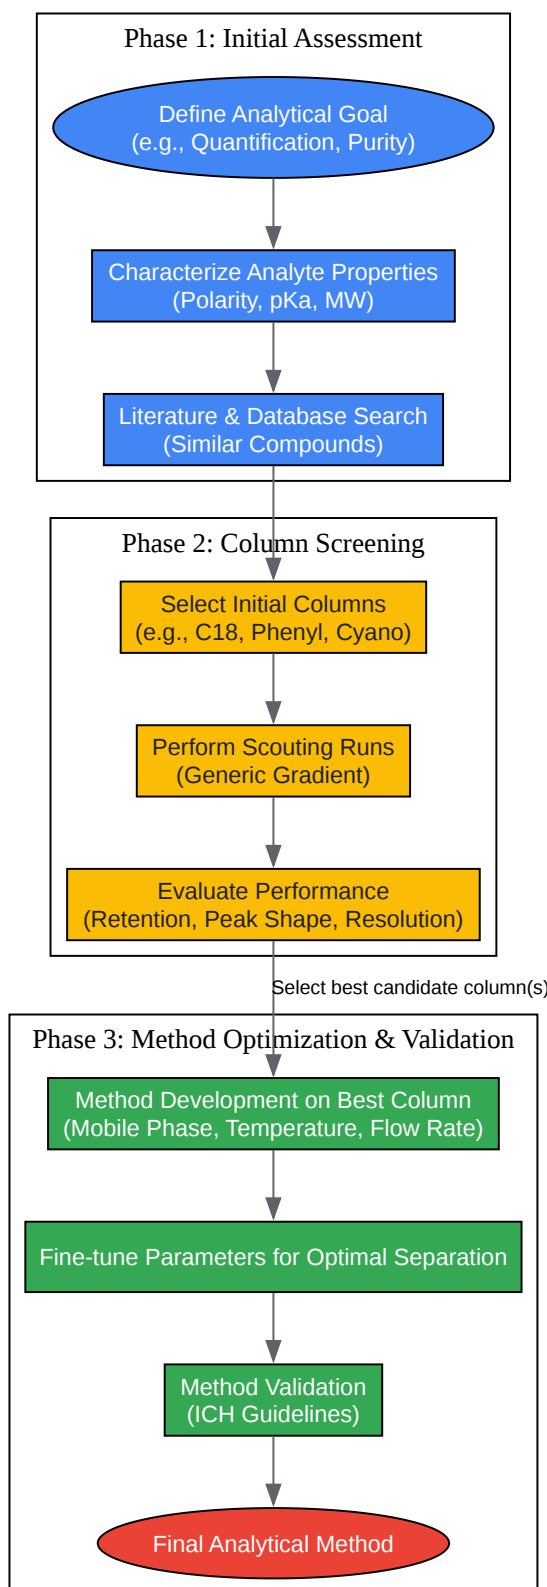 Phase 1: Initial Assessment
Define Analytical Goal
(e.g., Quantification, Purity)
Characterize Analyte Properties
(Polarity, pKa, MW)
Literature & Database Search
(Similar Compounds)
Phase 2: Column Screening
Select Initial Columns
(e.g., C18, Phenyl, Cyano)
Perform Scouting Runs
(Generic Gradient)
Evaluate Performance
(Retention, Peak Shape, Resolution)
Select best candidate column(s)
Phase 3: Method Optimization & Validation
Method Development on Best Column
(Mobile Phase, Temperature, Flow Rate)
Fine-tune Parameters for Optimal Separation
Method Validation
(ICH Guidelines)
Final Analytical Method